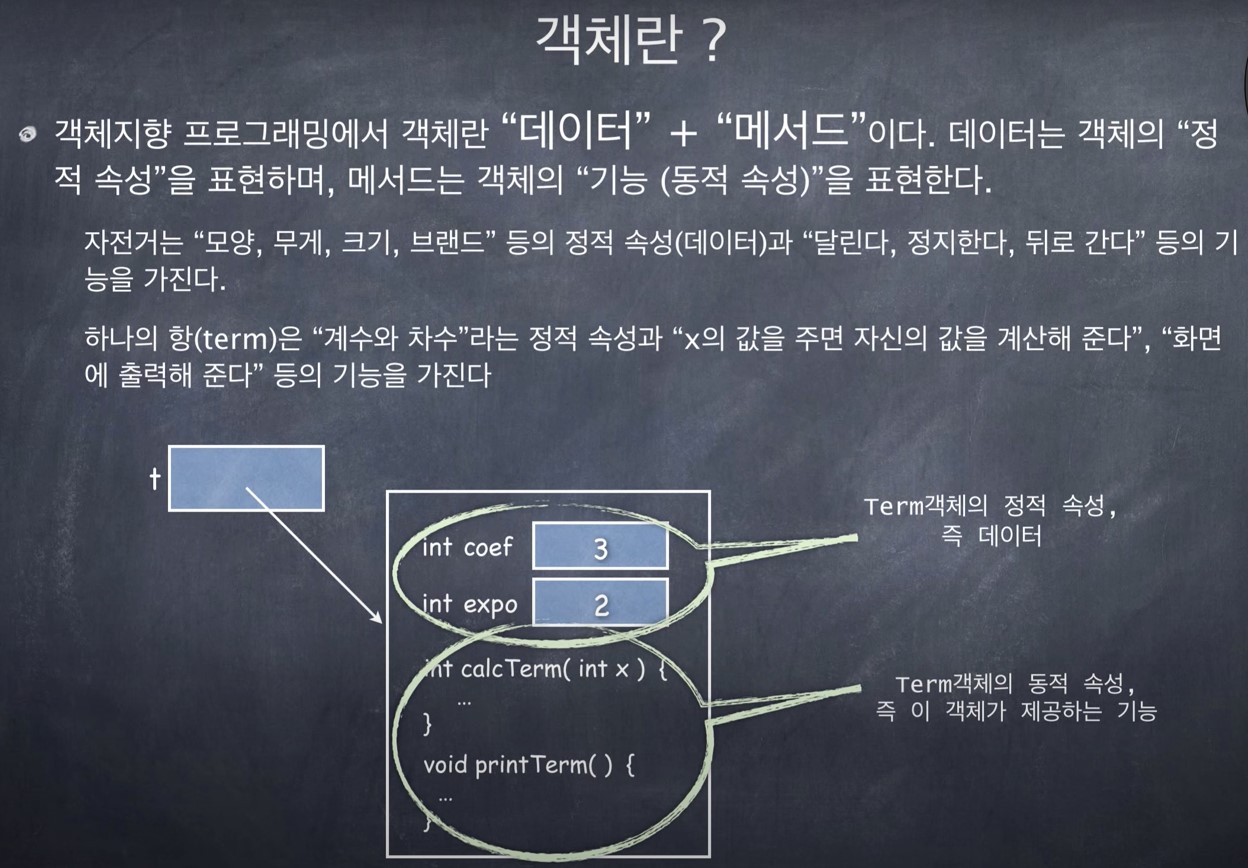 객체란 ?
객체지향 프로그래밍에서 객체란 “데이터” + “메서드”이다. 데이터는 객체의 “정
적 속성”을 표현하며, 메서드는 객체의 “기능 (동적 속성)”을 표현한다.
자전거는 “모양, 무게, 크기, 브랜드” 등의 정적 속성(데이터)과 “달린다, 정지한다, 뒤로 간다” 등의 기
능을 가진다.
하나의 항(term)은 “계수와 차수”라는 정적 속성과 “x의 값을 주면 자신의 값을 계산해 준다”, “화면
에 출력해 준다” 등의 기능을 가진다
t
int coef 3
int expo 2
Term객체의 정적 속성,
즉 데이터
int calcTerm( int x ) {
...
}
void printTerm( ) {
...
}
Term객체의 동적 속성,
즉 이 객체가 제공하는 기능